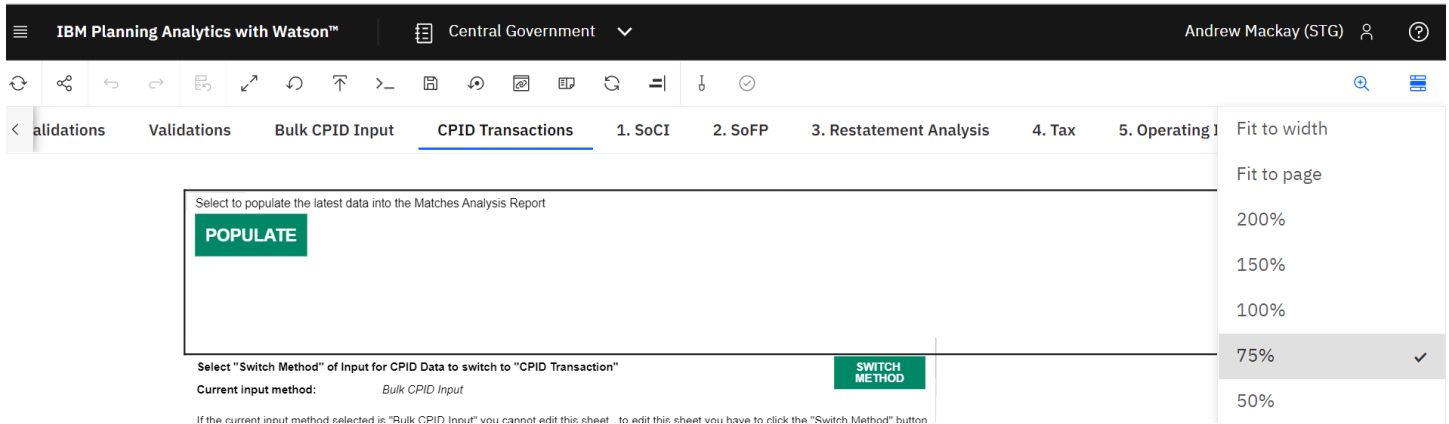 IBM Planning Analytics with Watson™
Central Government
Andrew Mackay (STG)
alidations
Validations
Bulk CPID Input
CPID Transactions
1. SoCI
2. SoFP
3. Restatement Analysis
4. Tax
5. Operating I
Fit to width
Fit to page
200%
150%
100%
75%
50%
Select to populate the latest data into the Matches Analysis Report
POPULATE
Select "Switch Method" of Input for CPID Data to switch to "CPID Transaction"
SWITCH
METHOD
Current input method: Bulk CPID Input
If the current input method selected is "Bulk CPID Input" you cannot edit this sheet to edit this sheet you have to click the "Switch Method" button